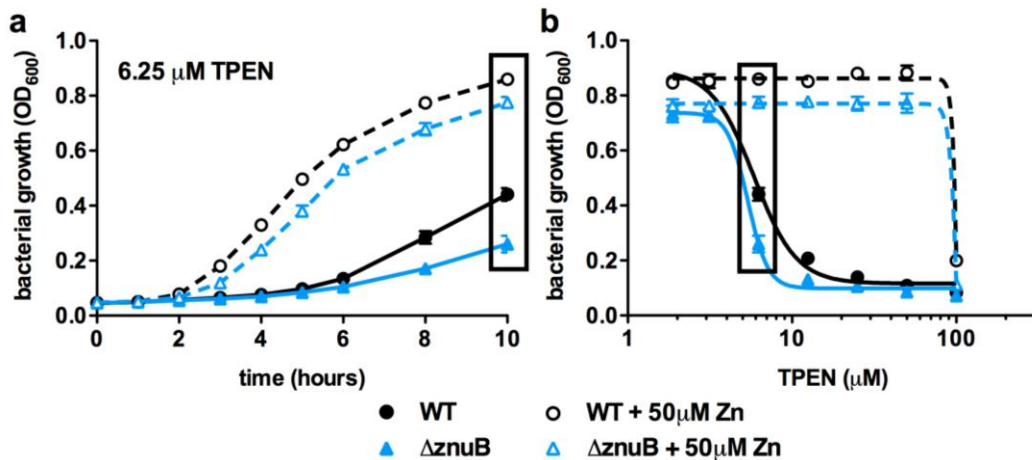 a
b
6.25 μM TPEN
bacterial growth (OD600)
1.0
0.8
0.6
0.4
0.2
0.0
0 2 4 6 8 10
time (hours)
bacterial growth (OD600)
1.0
0.8
0.6
0.4
0.2
0.0
1 10 100
TPEN (μM)
WT
WT + 50μM Zn
ΔznuB
ΔznuB + 50μM Zn